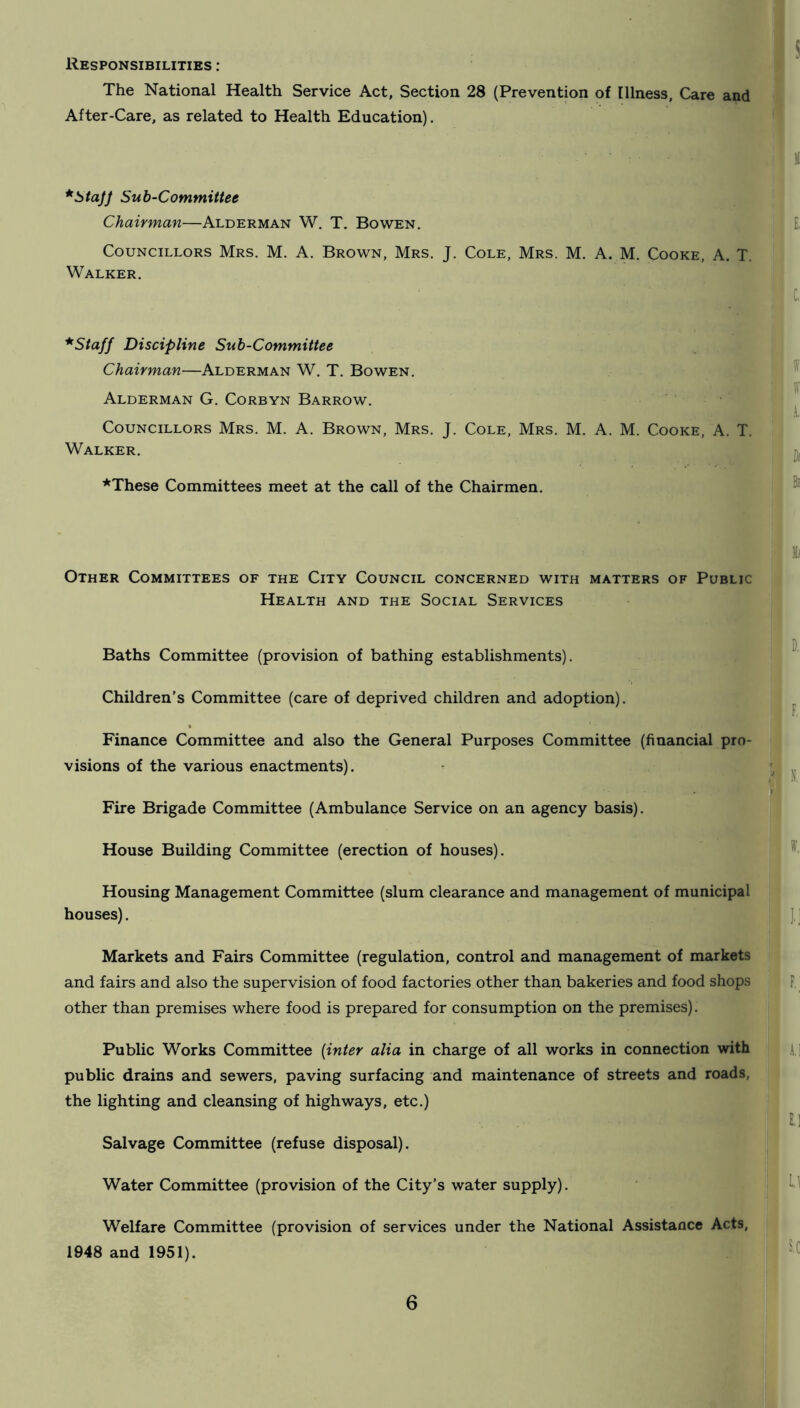 RESPONSIBILITIES:
The National Health Service Act, Section 28 (Prevention of Illness, Care and
After-Care, as related to Health Education).
*Staff Sub-Committee
Chairman—ALDERMAN W. T. BOWEN.
COUNCILLORS MRS. M. A. BROWN, MRS. J. COLE, MRS. M. A. M. COOKE, A. T.
WALKER.
*Staff Discipline Sub-Committee
Chairman—ALDERMAN W. T. BOWEN.
ALDERMAN G. CORBYN BARROW.
COUNCILLORS MRS. M. A. BROWN, MRS. J. COLE, MRS. M. A. M. COOKE, A. T.
WALKER.
*These Committees meet at the call of the Chairmen.
OTHER COMMITTEES OF THE CITY COUNCIL CONCERNED WITH MATTERS OF PUBLIC
HEALTH AND THE SOCIAL SERVICES
Baths Committee (provision of bathing establishments).
Children's Committee (care of deprived children and adoption).
Finance Committee and also the General Purposes Committee (financial pro-
visions of the various enactments).
Fire Brigade Committee (Ambulance Service on an agency basis).
House Building Committee (erection of houses).
Housing Management Committee (slum clearance and management of municipal
houses).
Markets and Fairs Committee (regulation, control and management of markets
and fairs and also the supervision of food factories other than bakeries and food shops
other than premises where food is prepared for consumption on the premises).
Public Works Committee (inter alia in charge of all works in connection with
public drains and sewers, paving surfacing and maintenance of streets and roads,
the lighting and cleansing of highways, etc.)
Salvage Committee (refuse disposal).
Water Committee (provision of the City's water supply).
Welfare Committee (provision of services under the National Assistance Acts,
1948 and 1951).
6